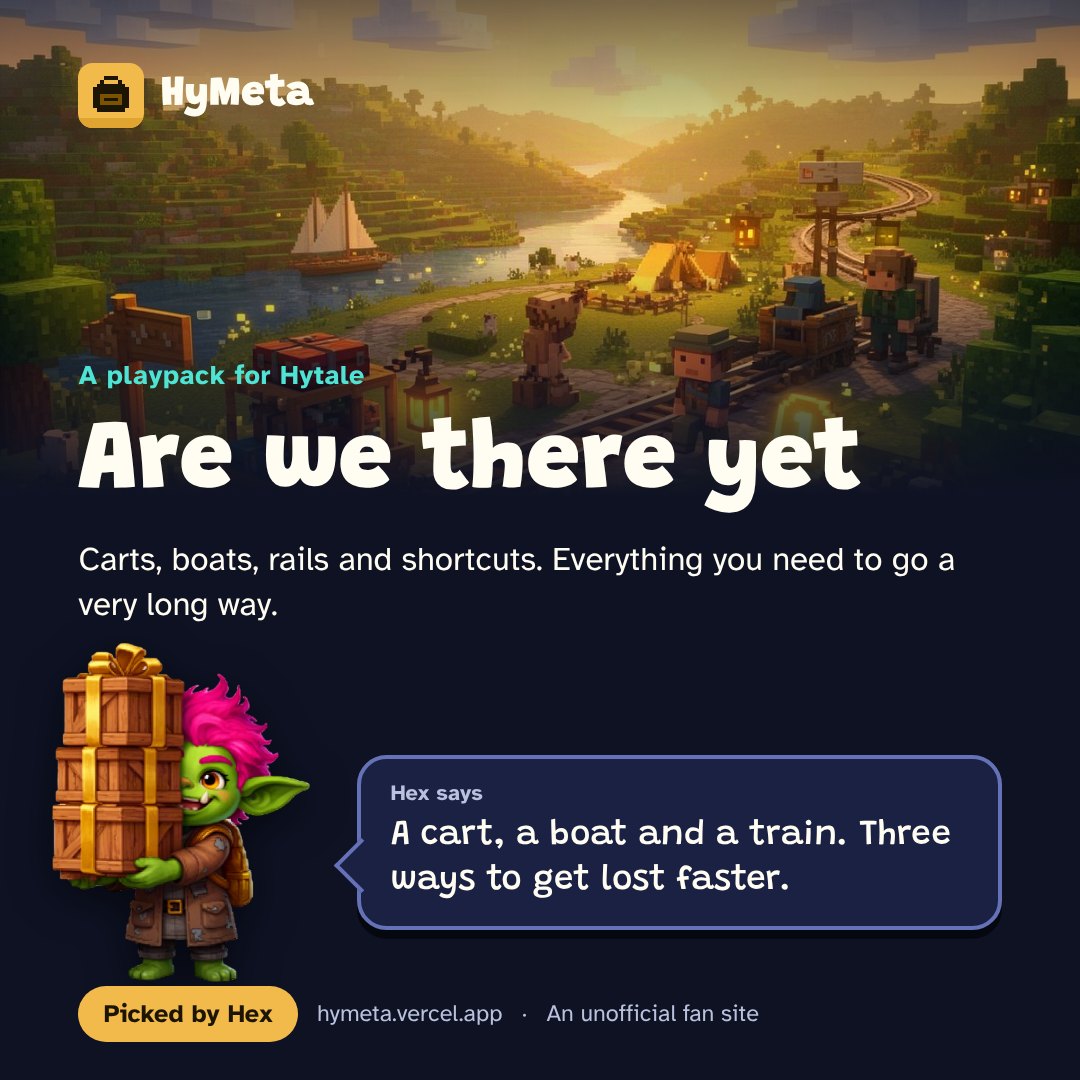 HyMeta
A playpack for Hytale
Are we there yet
Carts, boats, rails and shortcuts. Everything you need to go a
very long way.
Hex says
A cart, a boat and a train. Three
ways to get lost faster.
Picked by Hex
hymeta.vercel.app · An unofficial fan site